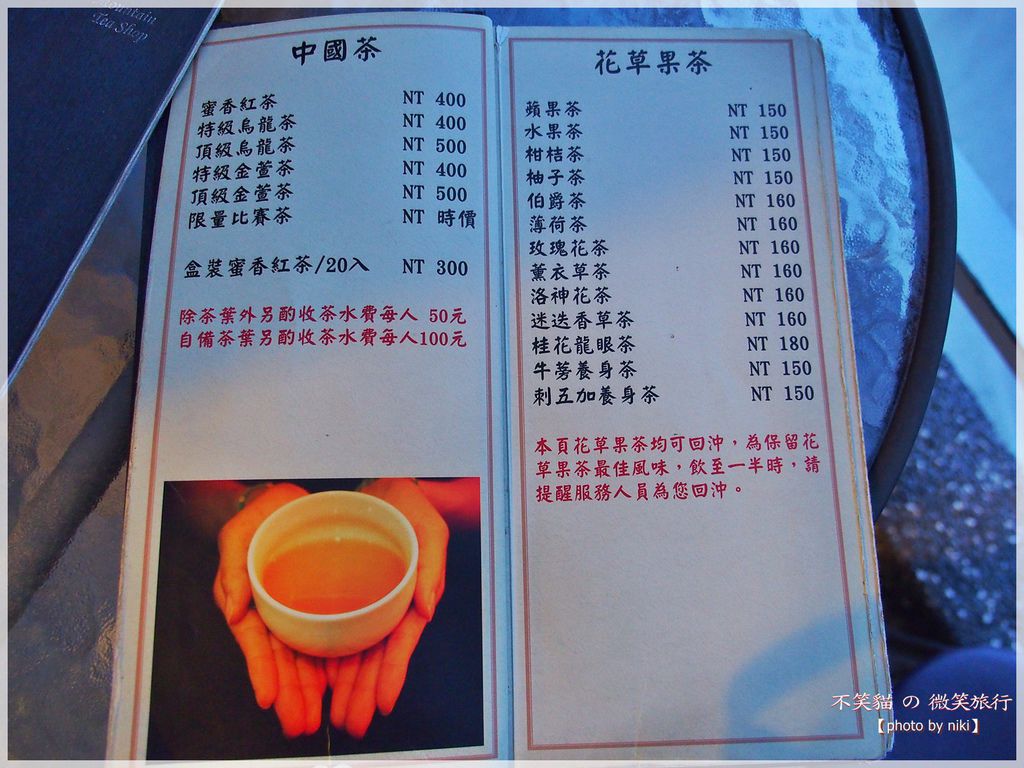 Mountain
Tea Shop
中國茶
蜜香紅茶 NT 400
特級烏龍茶 NT 400
頂級烏龍茶 NT 500
特級金萱茶 NT 400
頂級金萱茶 NT 500
限量比賽茶 NT 時價
盒裝蜜香紅茶/20入 NT 300
除茶葉外另酌收茶水費每人 50元
自備茶葉另酌收茶水費每人100元
花草果茶
蘋果茶 NT 150
水果茶 NT 150
柑桔茶 NT 150
柚子茶 NT 150
伯爵茶 NT 160
薄荷茶 NT 160
玫瑰花茶 NT 160
薰衣草茶 NT 160
洛神花茶 NT 160
迷迭香草茶 NT 160
桂花龍眼茶 NT 180
牛蒡養身茶 NT 150
刺五加養身茶 NT 150
本頁花草果茶均可回沖，為保留花
草果茶最佳風味，飲至一半時，請
提醒服務人員為您回沖。
不笑貓 の 微笑旅行
【photo by niki】